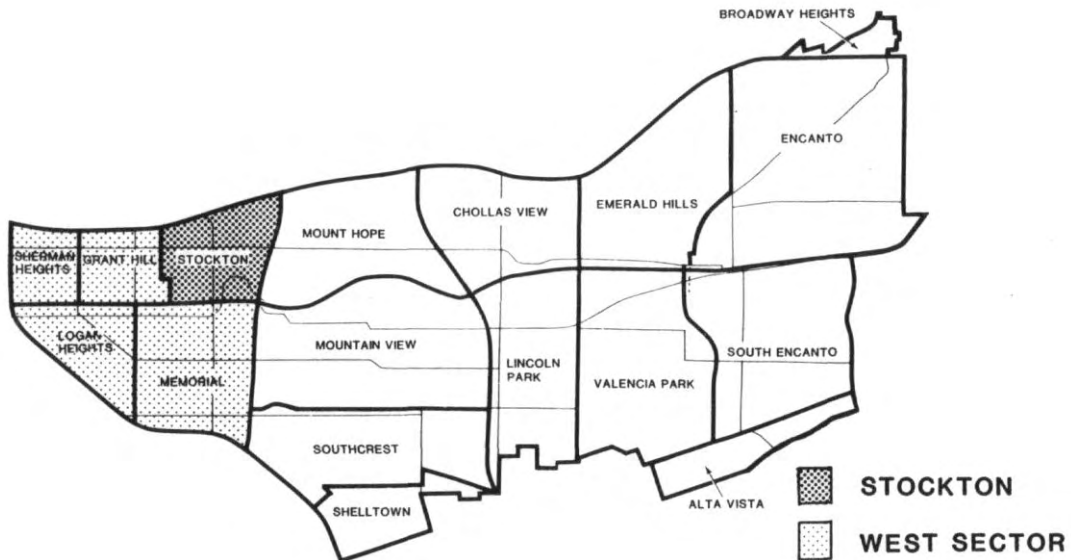 BROADWAY HEIGHTS
ENCANTO
EMERALD HILLS
CHOLLAS VIEW
MOUNT HOPE
STOCKTON
GRANT HILL
SHERMAN
HEIGHTS
LOGAN
HEIGHTS
MEMORIAL
MOUNTAIN VIEW
LINCOLN
PARK
VALENCIA PARK
SOUTH ENCANTO
SOUTHCREST
SHELLTOWN
ALTA VISTA
STOCKTON
WEST SECTOR